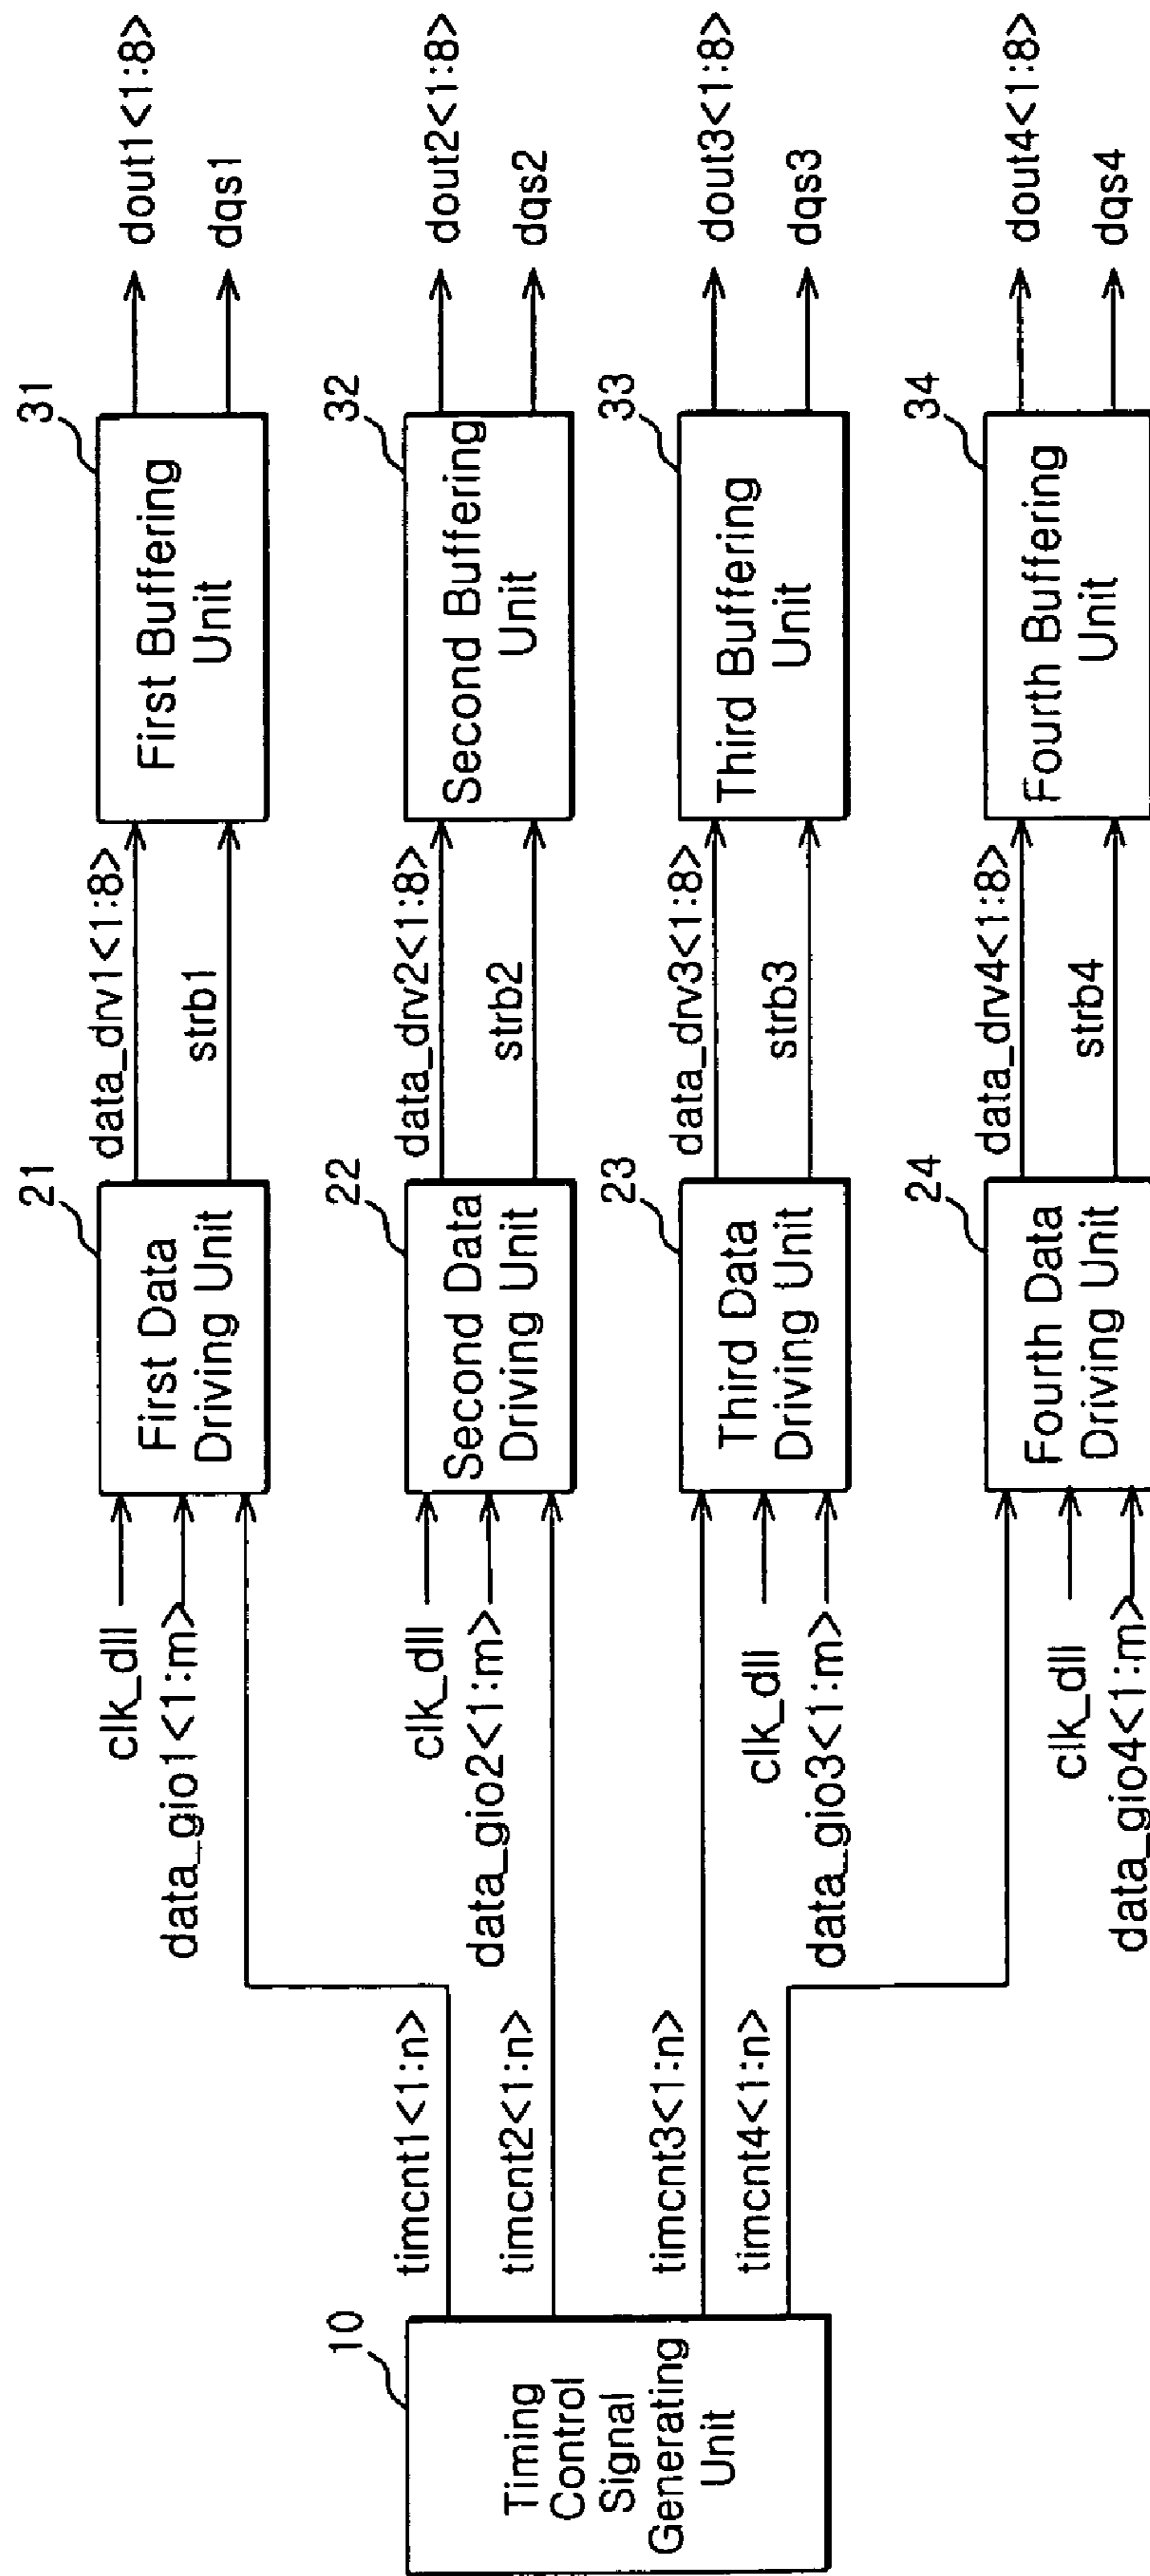 10
Timing
Control
Signal
Generating
Unit
timcnt1<1:n>
timcnt2<1:n>
timcnt3<1:n>
timcnt4<1:n>
clk_dll
data_gio1<1:m>
21
First Data
Driving Unit
data_drv1<1:8>
strb1
31
First Buffering
Unit
dout1<1:8>
dqs1
clk_dll
data_gio2<1:m>
22
Second Data
Driving Unit
data_drv2<1:8>
strb2
32
Second Buffering
Unit
dout2<1:8>
dqs2
clk_dll
data_gio3<1:m>
23
Third Data
Driving Unit
data_drv3<1:8>
strb3
33
Third Buffering
Unit
dout3<1:8>
dqs3
clk_dll
data_gio4<1:m>
24
Fourth Data
Driving Unit
data_drv4<1:8>
strb4
34
Fourth Buffering
Unit
dout4<1:8>
dqs4